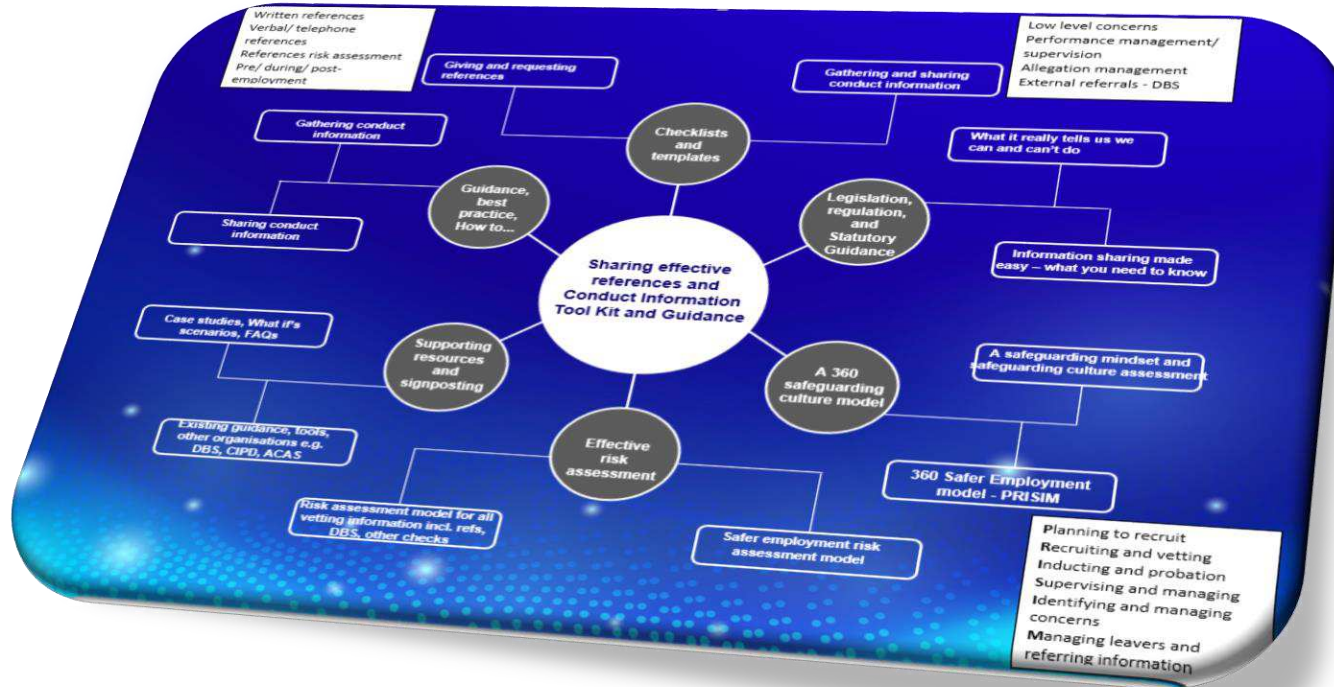 Written references
Verbal/ telephone
references
References risk assessment
Pre/ during/ post-
employment
Low level concerns
Performance management/
supervision
Allegation management
External referrals - DBS
Giving and requesting
references
Gathering and sharing
conduct information
Checklists
and
templates
Gathering conduct
information
Sharing conduct
information
Guidance,
best
practice,
How to...
What it really tells us we
can and can't do
Information sharing made
easy – what you need to know
Legislation,
regulation,
and
Statutory
Guidance
Sharing effective
references and
Conduct Information
Tool Kit and Guidance
Case studies, What if's
scenarios, FAQs
Existing guidance, tools,
other organisations e.g.
DBS, CIPD, ACAS
Supporting
resources
and
signposting
A 360
safeguarding
culture model
A safeguarding mindset and
safeguarding culture assessment
360 Safer Employment
model - PRISIM
Effective
risk
assessment
Risk assessment model for all
vetting information incl. refs,
DBS, other checks
Safer employment risk
assessment model
Planning to recruit
Recruiting and vetting
Inducting and probation
Supervising and managing
Identifying and managing
concerns
Managing leavers and
referring information